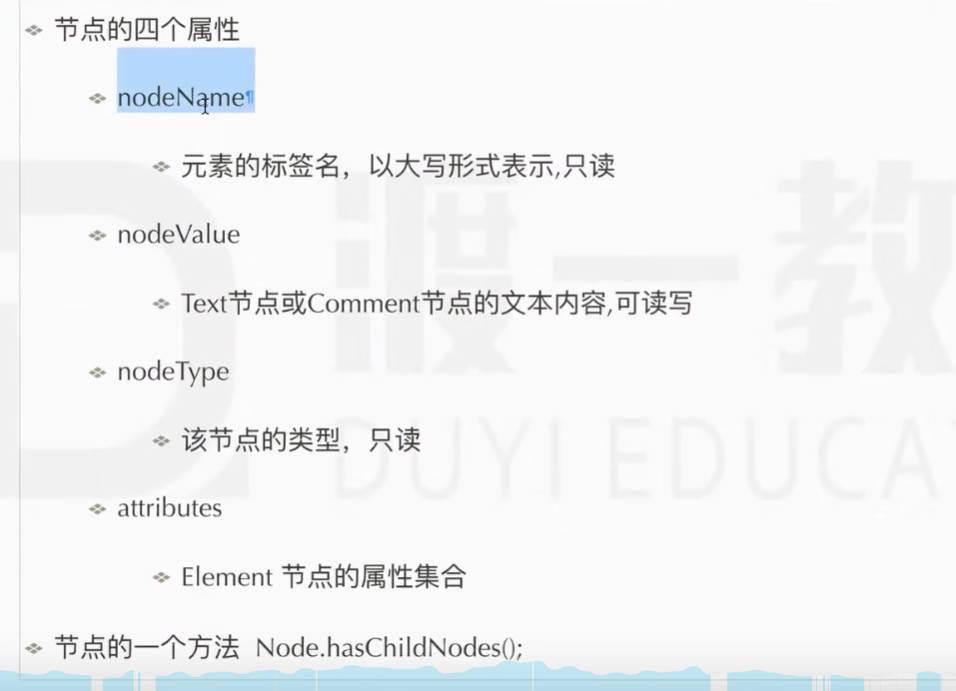 节点的四个属性
nodeName
元素的标签名，以大写形式表示,只读
nodeValue
Text节点或Comment节点的文本内容,可读写
nodeType
该节点的类型，只读
attributes
Element 节点的属性集合
节点的一个方法 Node.hasChildNodes();
渡一教
DUYI EDUCA